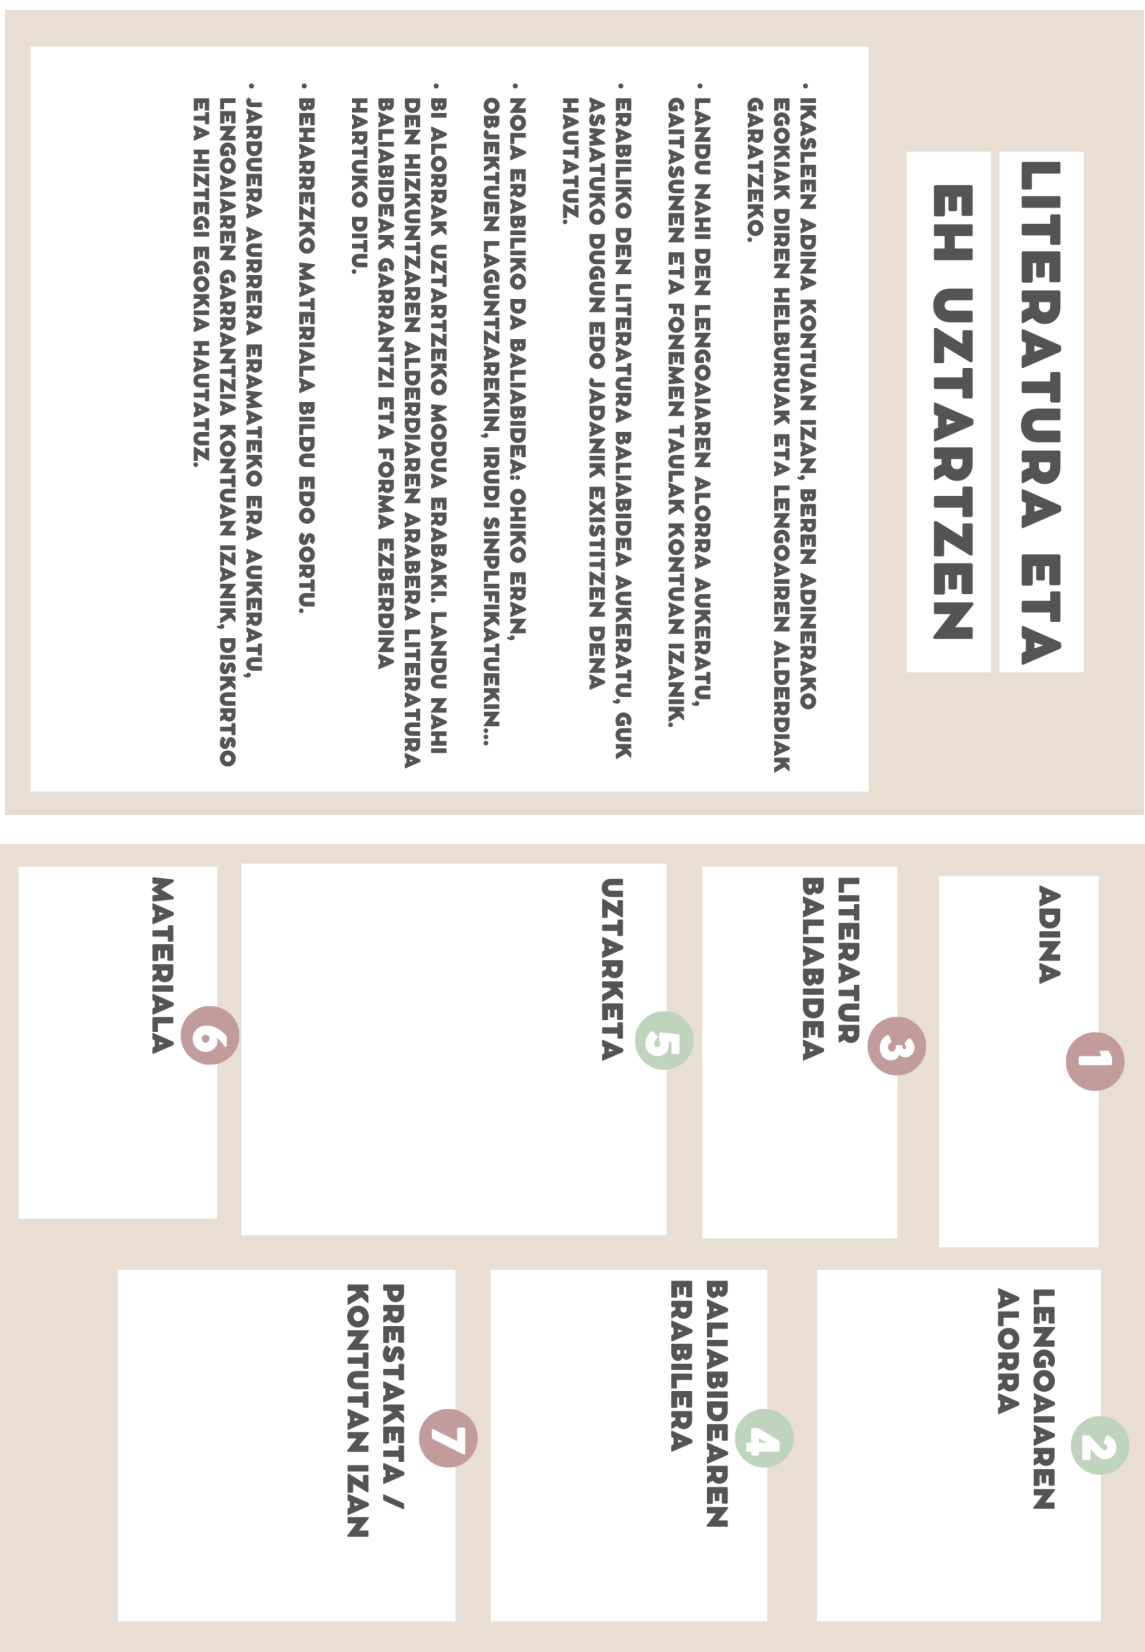 LITERATURA ETA
EH UZTARTZEN
• IKASLEEN ADINA KONTUAN IZAN, BEREN ADINERAKO
EGOKIAK DIREN HELBURUAK ETA LENGOAIREN ALDERDIAK
GARATZEKO.
• LANDU NAHI DEN LENGOAIAREN ALORRA AUKERATU,
GAITASUNEN ETA FONEMEN TAULAK KONTUAN IZANIK.
• ERABILIKO DEN LITERATURA BALIABIDEA AUKERATU, GUK
ASMATUKO DUGUN EDO JADANIK EXISTITZEN DENA
HAUTATUZ.
• NOLA ERABILIKO DA BALIABIDEA: OHIKO ERAN,
OBJEKTUEN LAGUNTZAREKIN, IRUDI SINPLIFIKATUEKIN...
• BI ALORRAK UZTARTZEKO MODUA ERABAKI. LANDU NAHI
DEN HIZKUNTZAREN ALDERDIAREN ARABERA LITERATURA
BALIABIDEAK GARRANTZI ETA FORMA EZBERDINA
HARTUKO DITU.
• BEHARREZKO MATERIALA BILDU EDO SORTU.
• JARDUERA AURRERA ERAMATEKO ERA AUKERATU,
LENGOAIAREN GARRANTZIA KONTUAN IZANIK, DISKURTSO
ETA HIZTEGI EGOKIA HAUTATUZ.
1
ADINA
2
LENGOAIAREN
ALORRA
3
LITERATUR
BALIABIDEA
4
BALIABIDEAREN
ERABILERA
5
UZTARKETA
6
MATERIALA
7
PRESTAKETA /
KONTUTAN IZAN